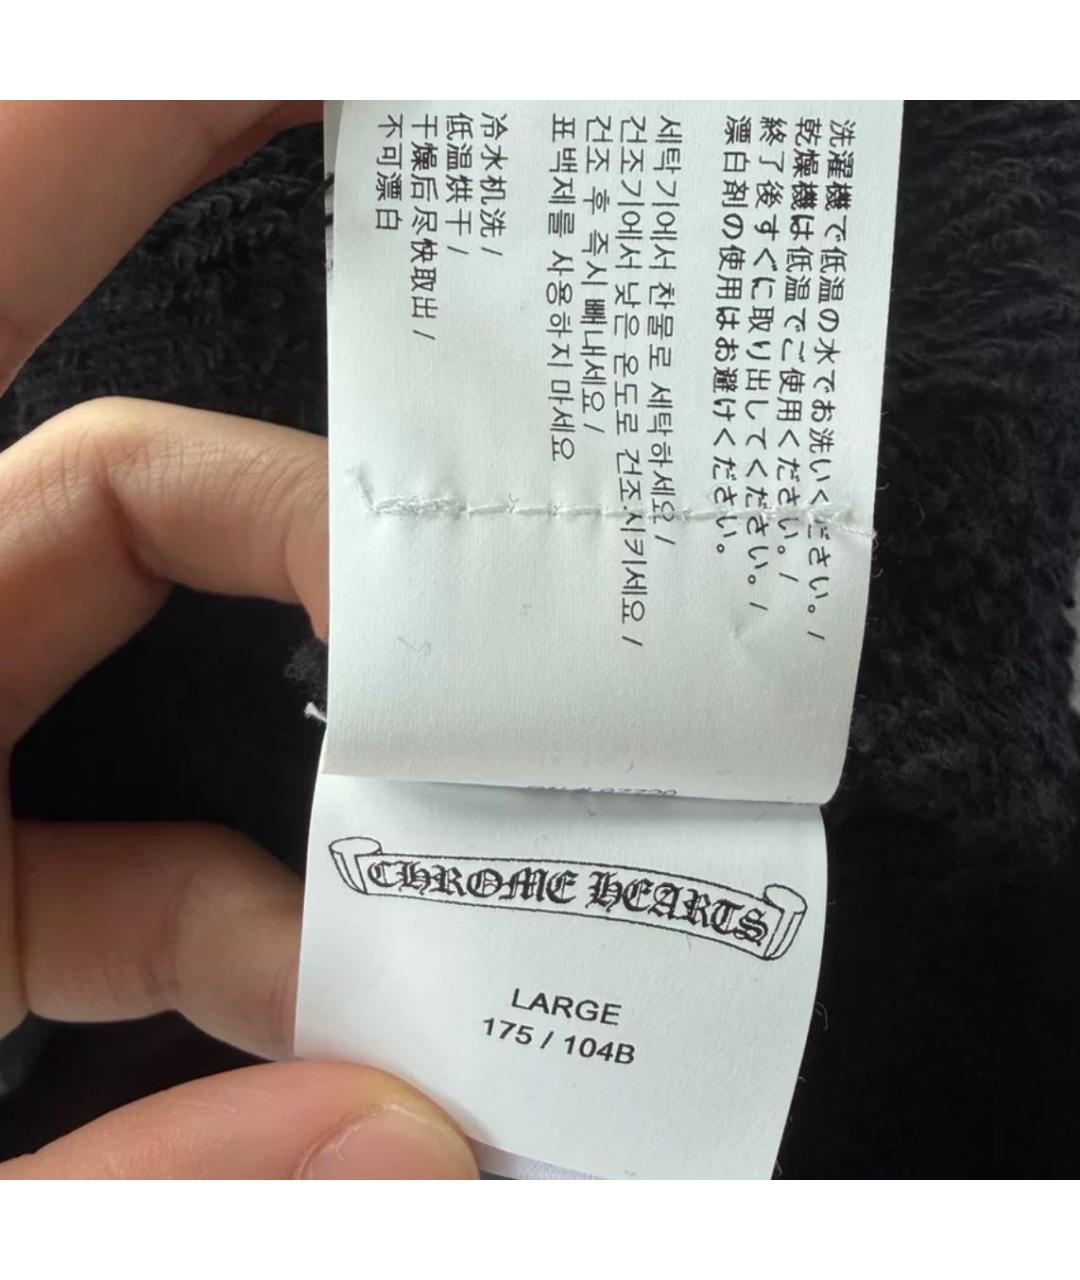 洗濯機で低温の水でお洗いください。/
乾燥機は低温でご使用ください。/
終了後すぐに取り出してください。/
漂白剤の使用はお避けください。
세탁기에서 찬물로 세탁하세요 /
건조기에서 낮은 온도로 건조시키세요 /
건조 후 즉시 빼내세요 /
표백제를 사용하지 마세요
冷水机洗 /
低温烘干 /
干燥后尽快取出 /
不可漂白
CHROME HEARTS
LARGE
175 / 104B